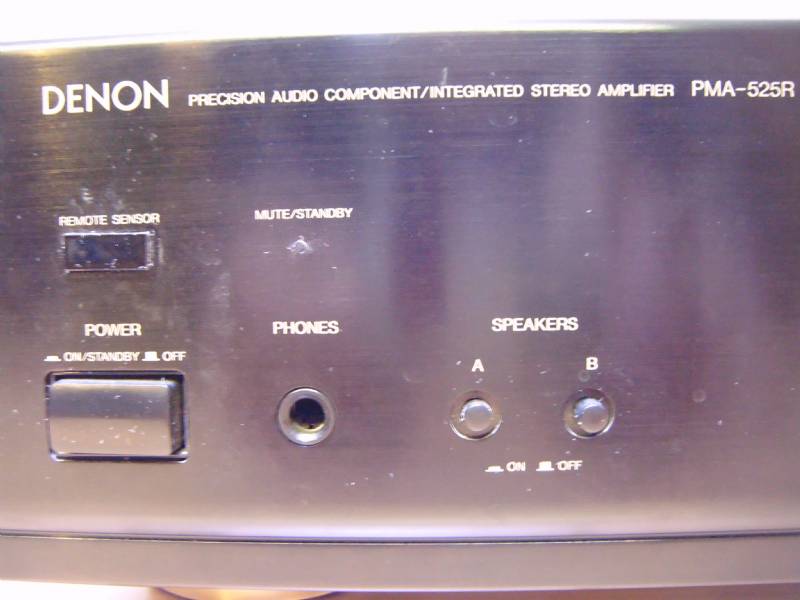 DENON PRECISION AUDIO COMPONENT/INTEGRATED STEREO AMPLIFIER PMA-525R
REMOTE SENSOR
MUTE/STANDBY
POWER
ON/STANDBY OFF
PHONES
SPEAKERS
A B
ON OFF